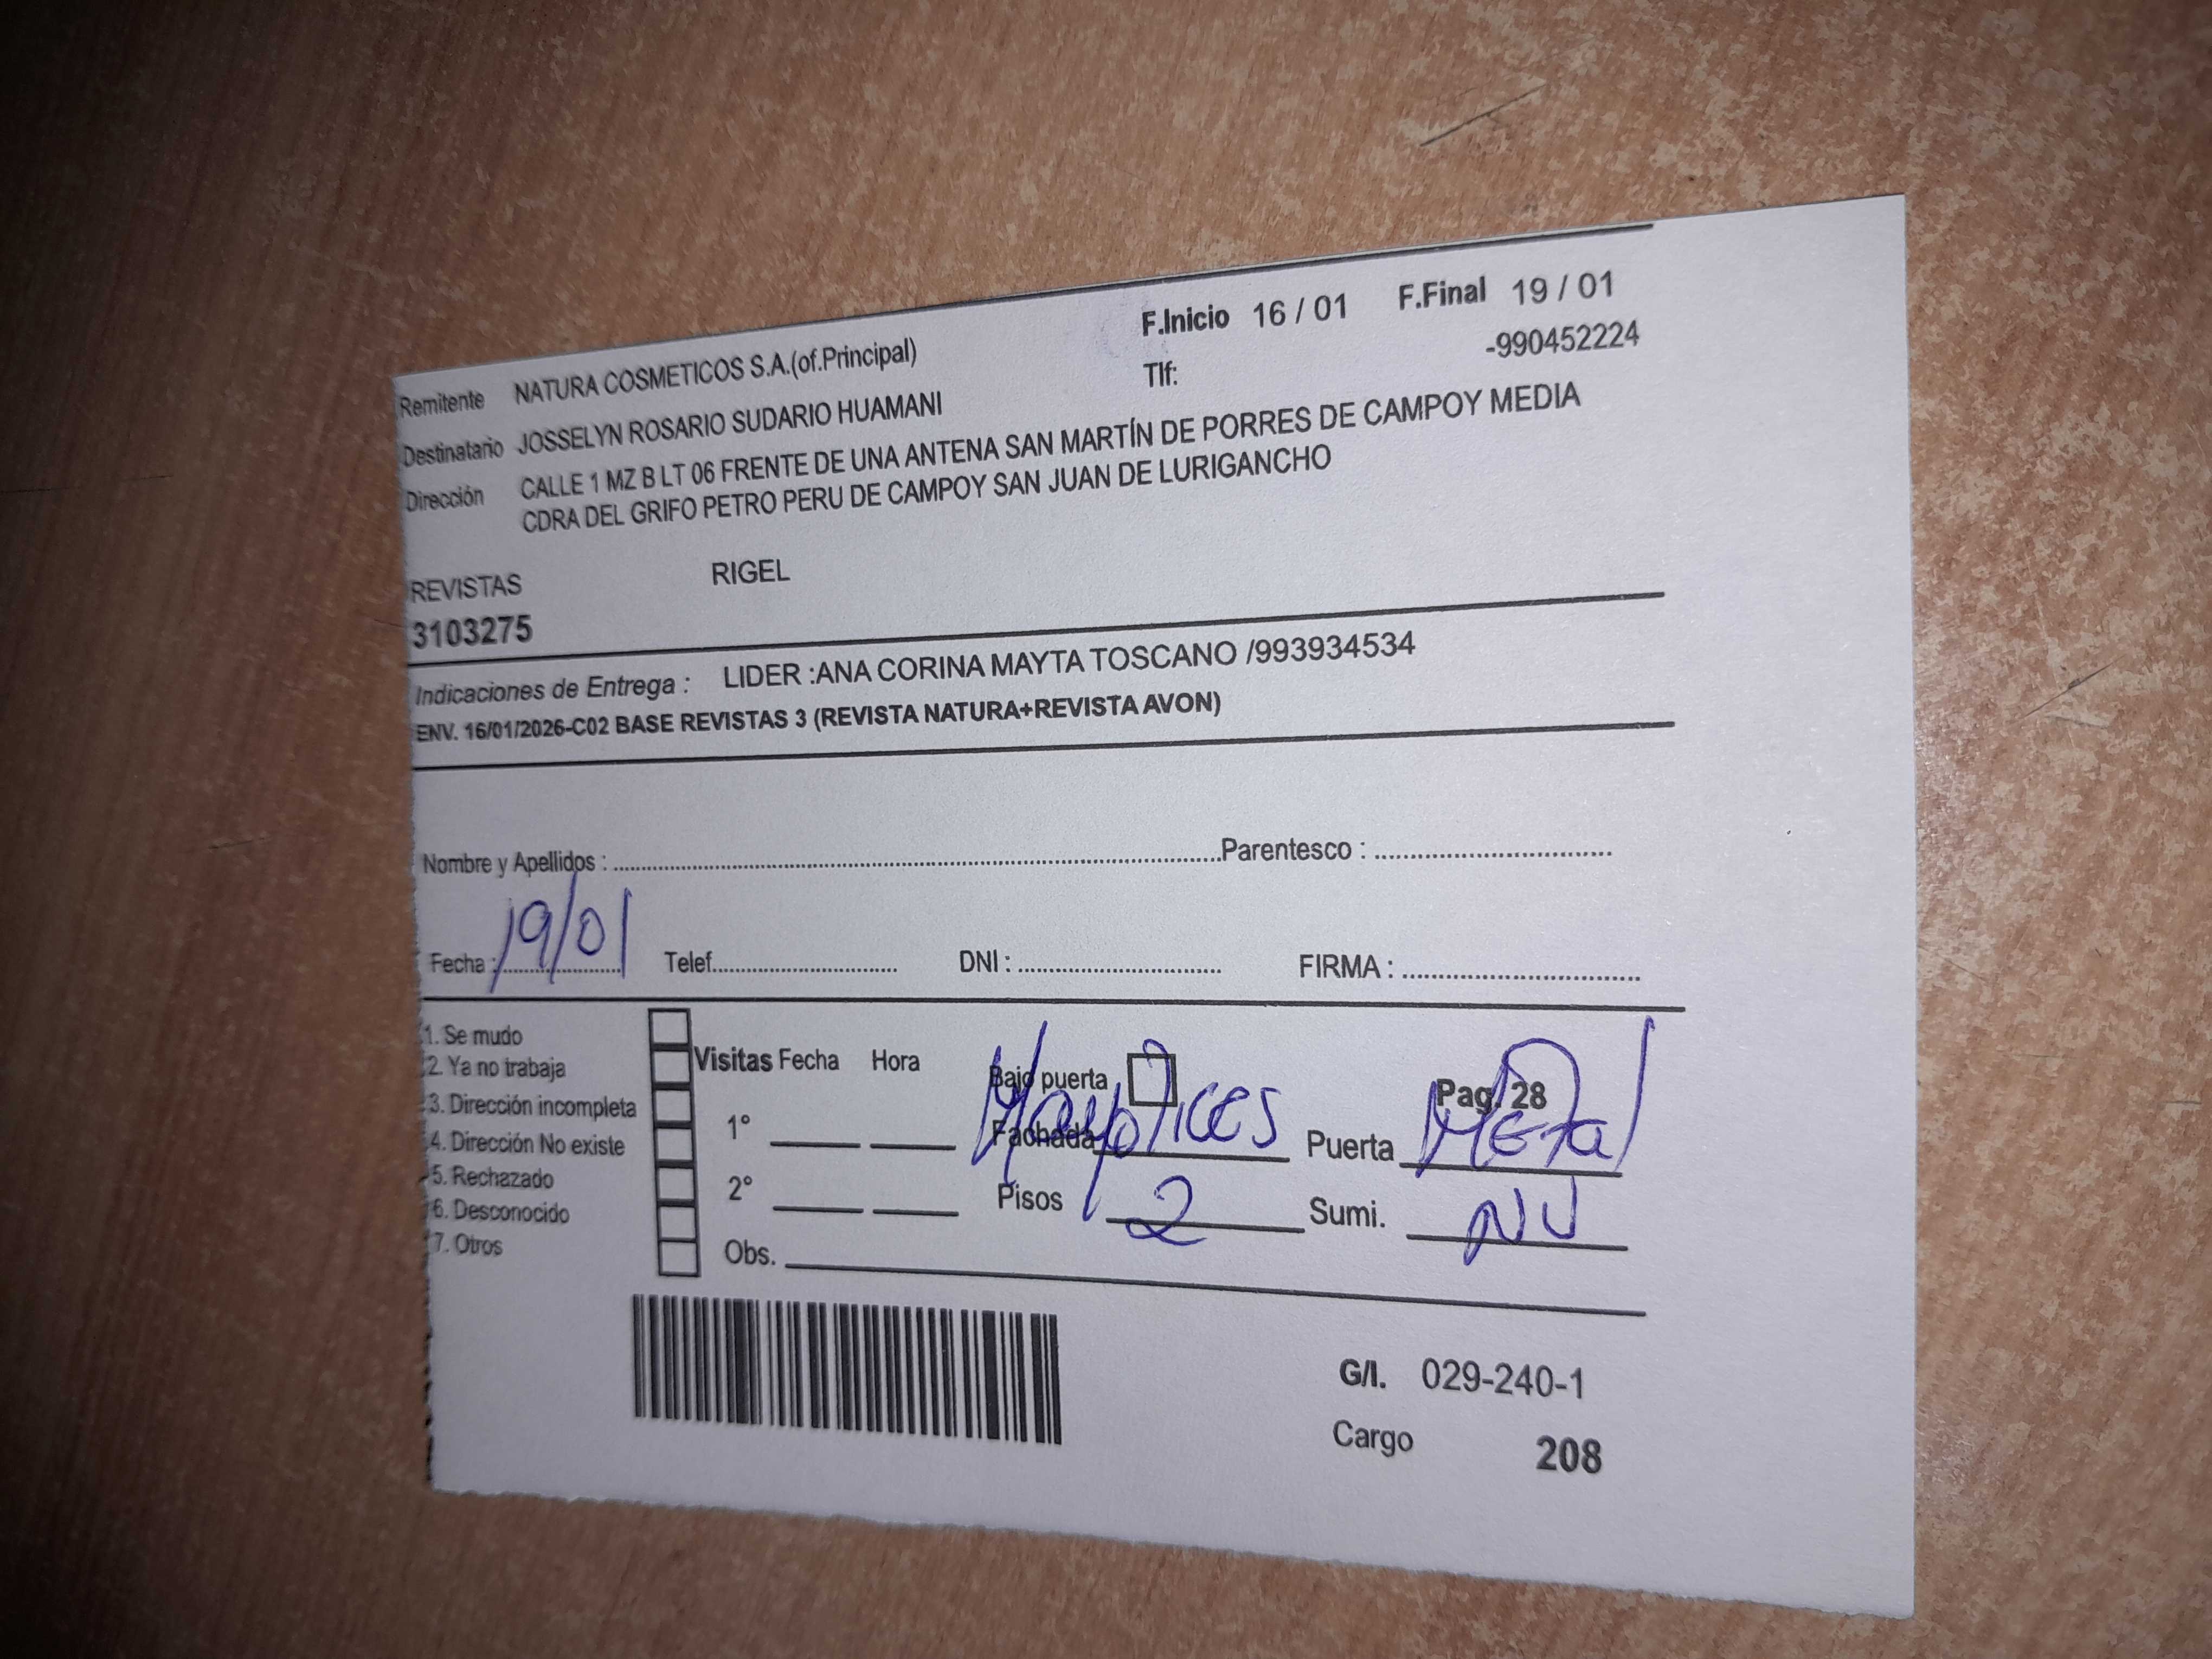 F.Inicio 16 / 01 F.Final 19 / 01
Remitente NATURA COSMETICOS S.A.(of.Principal) Tlf: -990452224
Destinatario JOSSELYN ROSARIO SUDARIO HUAMANI
Dirección CALLE 1 MZ B LT 06 FRENTE DE UNA ANTENA SAN MARTÍN DE PORRES DE CAMPOY MEDIA
CDRA DEL GRIFO PETRO PERU DE CAMPOY SAN JUAN DE LURIGANCHO
REVISTAS RIGEL
3103275
Indicaciones de Entrega : LIDER :ANA CORINA MAYTA TOSCANO /993934534
ENV. 16/01/2026-C02 BASE REVISTAS 3 (REVISTA NATURA+REVISTA AVON)
Nombre y Apellidos : Parentesco :
Fecha : 19/01 Telef. DNI : FIRMA :
1. Se mudo
2. Ya no trabaja
3. Dirección incompleta
4. Dirección No existe
5. Rechazado
6. Desconocido
7. Otros
Visitas Fecha Hora
1°
2°
Obs.
Bajo puerta Pag. 28
Fachada Mayolices Puerta Metal
Pisos 2 Sumi. NV
G/I. 029-240-1
Cargo 208